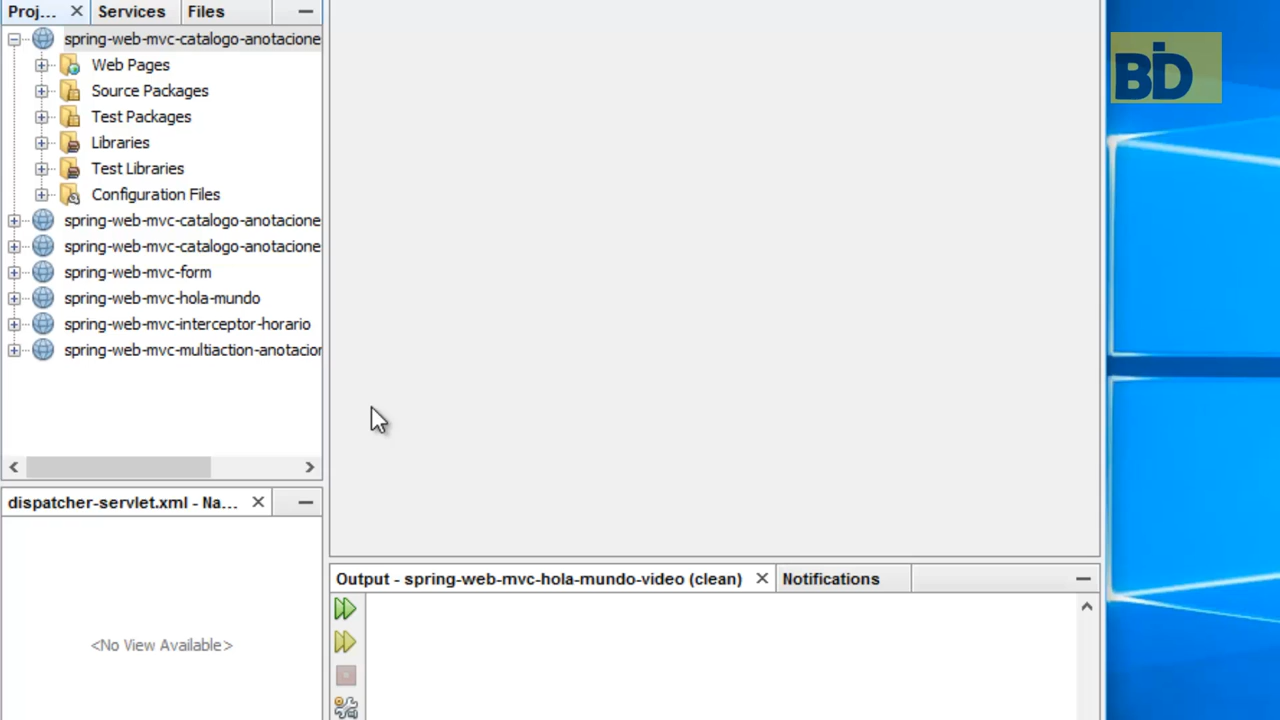 Proj...
Services
Files
spring-web-mvc-catalogo-anotacione
Web Pages
Source Packages
Test Packages
Libraries
Test Libraries
Configuration Files
spring-web-mvc-catalogo-anotacione
spring-web-mvc-catalogo-anotacione
spring-web-mvc-form
spring-web-mvc-hola-mundo
spring-web-mvc-interceptor-horario
spring-web-mvc-multiaction-anotacior
dispatcher-servlet.xml - Na...
<No View Available>
Output - spring-web-mvc-hola-mundo-video (clean)
Notifications
BID